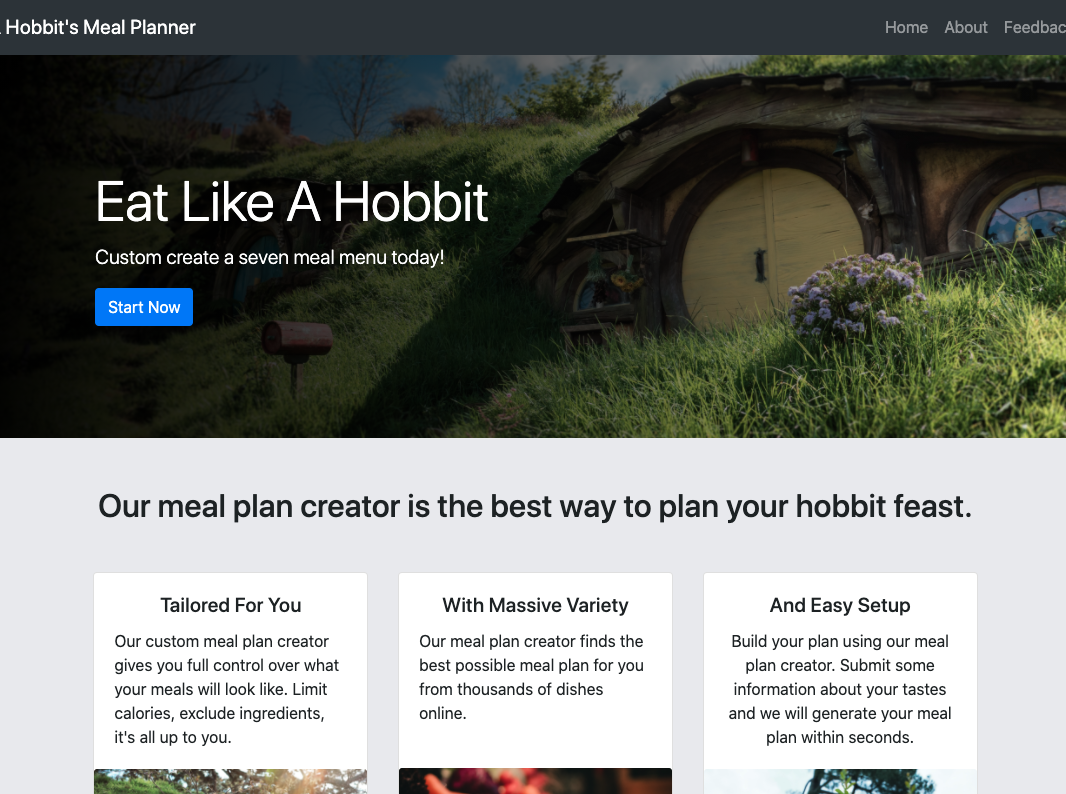 Hobbit's Meal Planner
Home About Feedbac
Eat Like A Hobbit
Custom create a seven meal menu today!
Start Now
Our meal plan creator is the best way to plan your hobbit feast.
Tailored For You
Our custom meal plan creator
gives you full control over what
your meals will look like. Limit
calories, exclude ingredients,
it's all up to you.
With Massive Variety
Our meal plan creator finds the
best possible meal plan for you
from thousands of dishes
online.
And Easy Setup
Build your plan using our meal
plan creator. Submit some
information about your tastes
and we will generate your meal
plan within seconds.